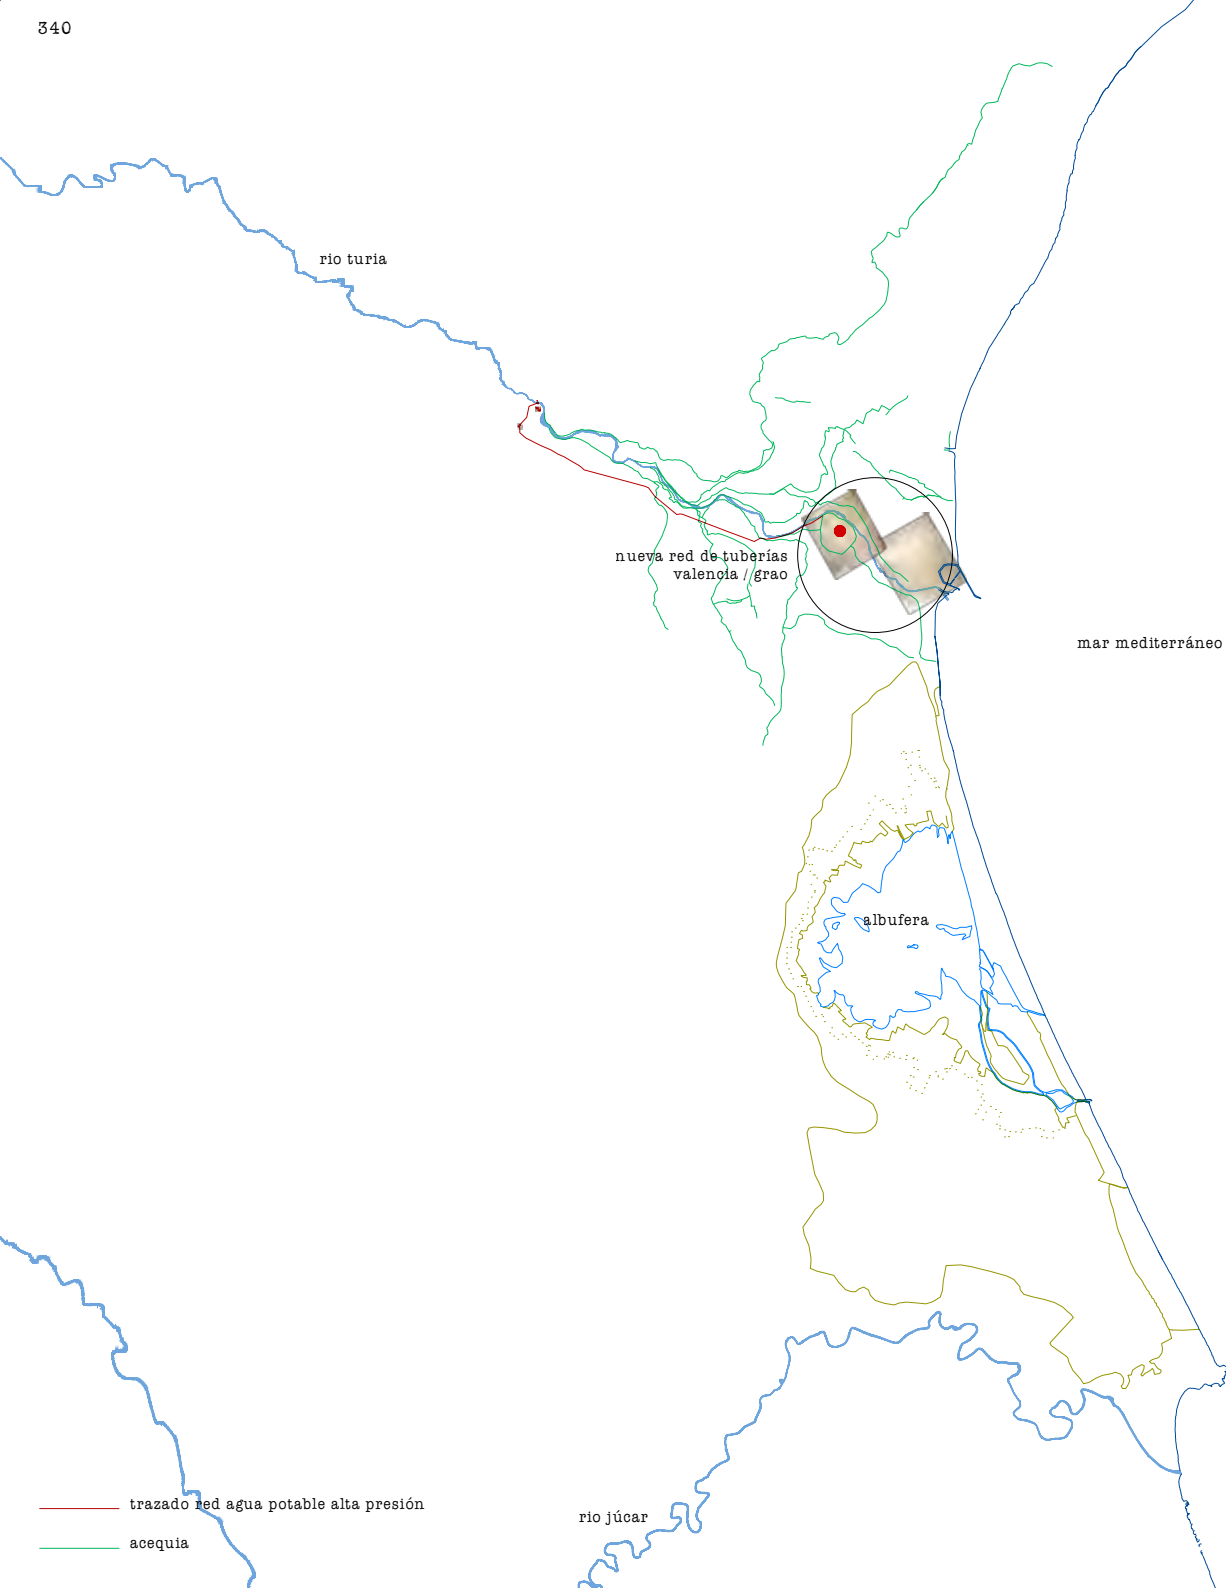 340
rio turia
nueva red de tuberías
valencia / grao
mar mediterráneo
albufera
trazado red agua potable alta presión
rio júcar
acequia